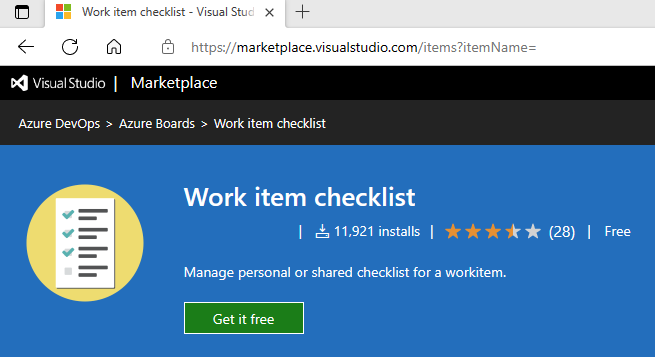 Work item checklist - Visual Stud
https://marketplace.visualstudio.com/items?itemName=
Visual Studio | Marketplace
Azure DevOps > Azure Boards > Work item checklist
Work item checklist
| 11,921 installs | (28) | Free
Manage personal or shared checklist for a workitem.
Get it free